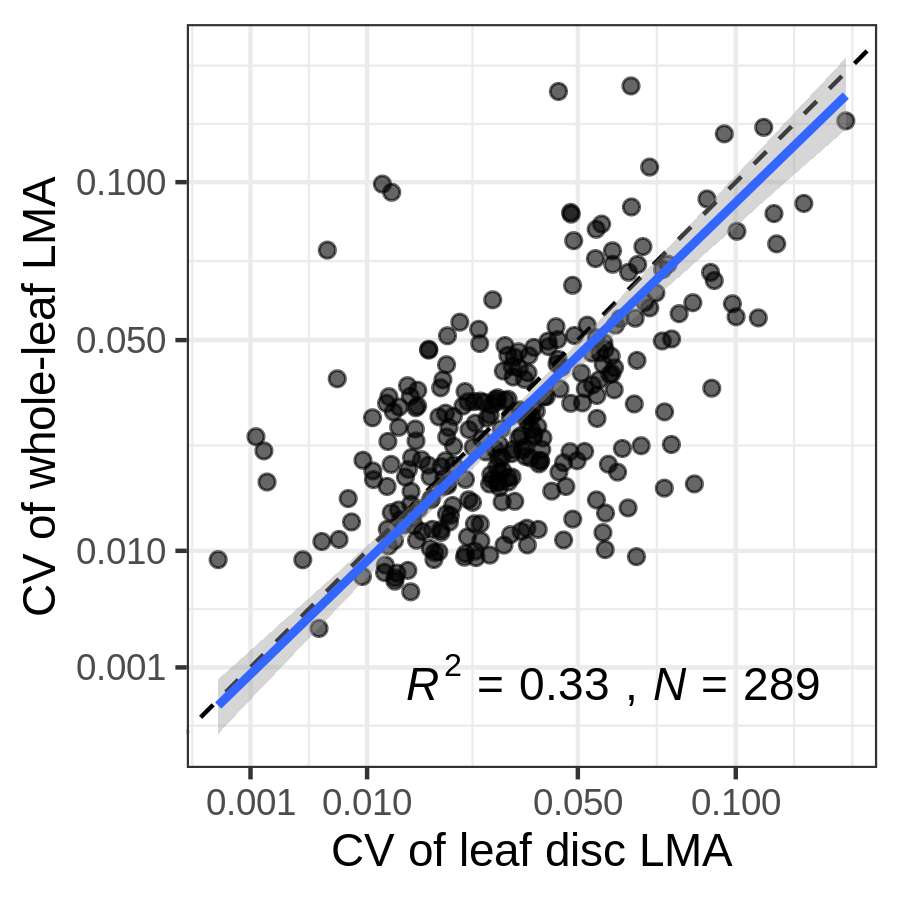 CV of whole-leaf LMA
0.100
0.050
0.010
0.001
R² = 0.33 , N = 289
0.001 0.010 0.050 0.100
CV of leaf disc LMA